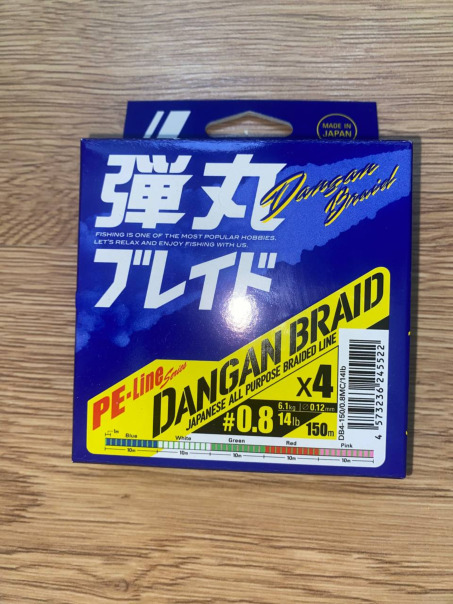 MADE IN
JAPAN
弾丸
Dangan
Braid
FISHING IS ONE OF THE MOST POPULAR HOBBIES.
LET'S RELAX AND ENJOY FISHING WITH US.
ブレイド
PE-Line Series
DANGAN BRAID
JAPANESE ALL PURPOSE BRAIDED LINE
X4
#0.8
6.1kg
14lb
∅0.12mm
150m
DB4-150/0.8MC/14lb
4 573236 245522
1m
Blue
White
Green
Red
Pink
10m
10m
10m
10m
10m